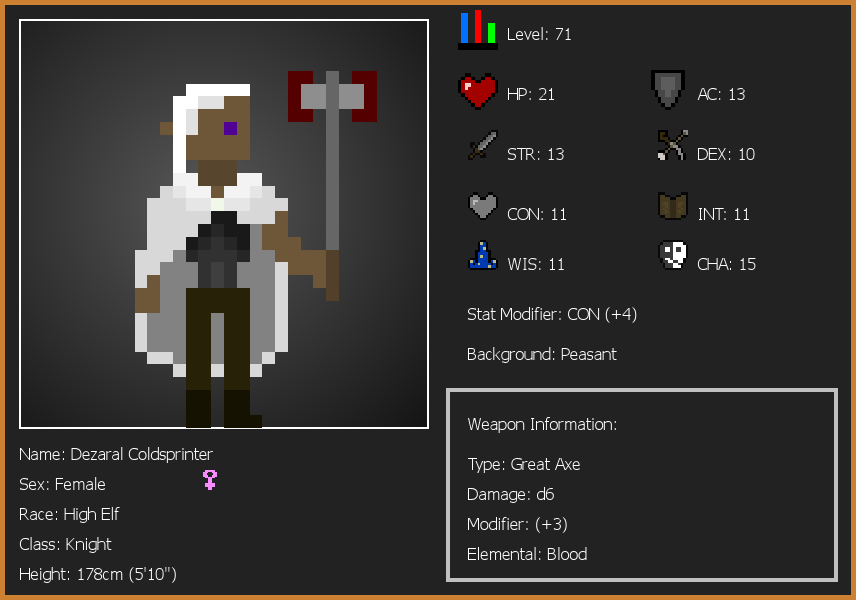 Level: 71
HP: 21
AC: 13
STR: 13
DEX: 10
CON: 11
INT: 11
WIS: 11
CHA: 15
Stat Modifier: CON (+4)
Background: Peasant
Weapon Information:
Type: Great Axe
Damage: d6
Modifier: (+3)
Elemental: Blood
Name: Dezaral Coldsprinter
Sex: Female
Race: High Elf
Class: Knight
Height: 178cm (5'10")